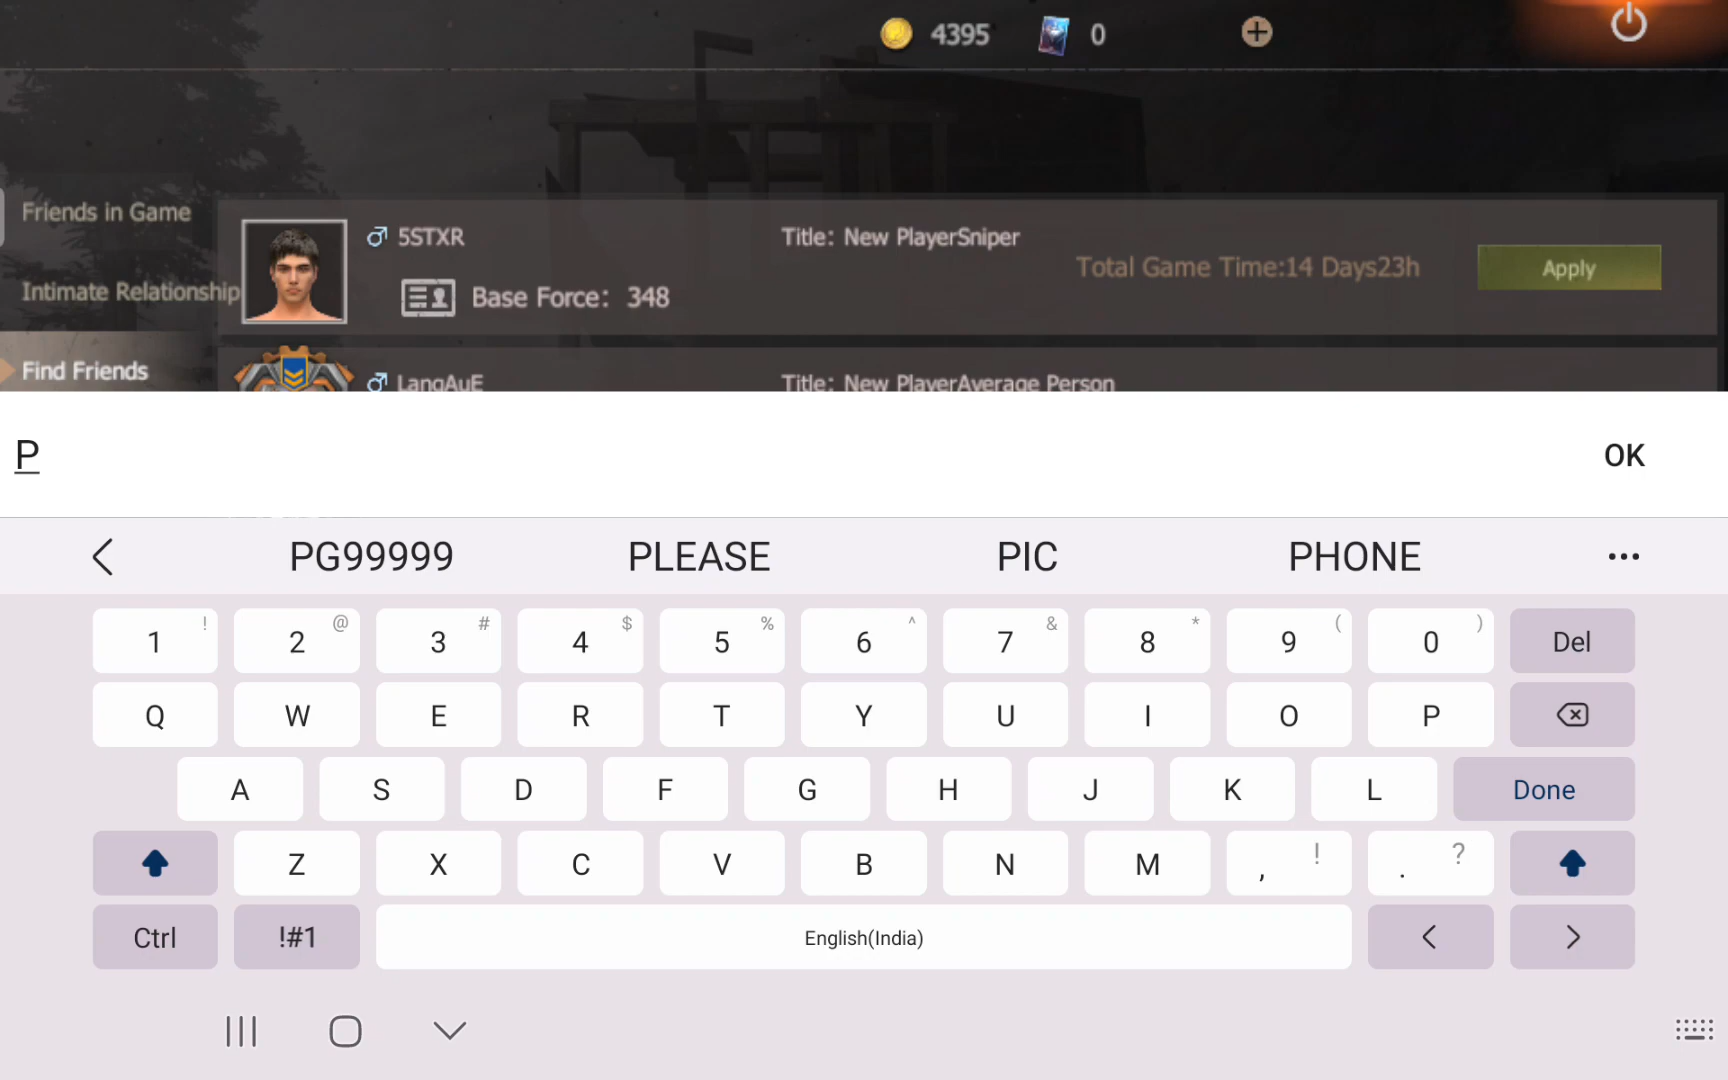 4395 0
Friends in Game
5STXR
Title: New PlayerSniper
Total Game Time:14 Days23h
Apply
Intimate Relationship
Base Force: 348
Find Friends
LangAuE
Title: New PlayerAverage Person
P
OK
PG99999 PLEASE PIC PHONE ...
1 ! 2 @ 3 # 4 $ 5 % 6 ^ 7 & 8 * 9 ( 0 ) Del
Q W E R T Y U I O P
A S D F G H J K L Done
Z X C V B N M , ! . ?
Ctrl !#1 English(India) < >